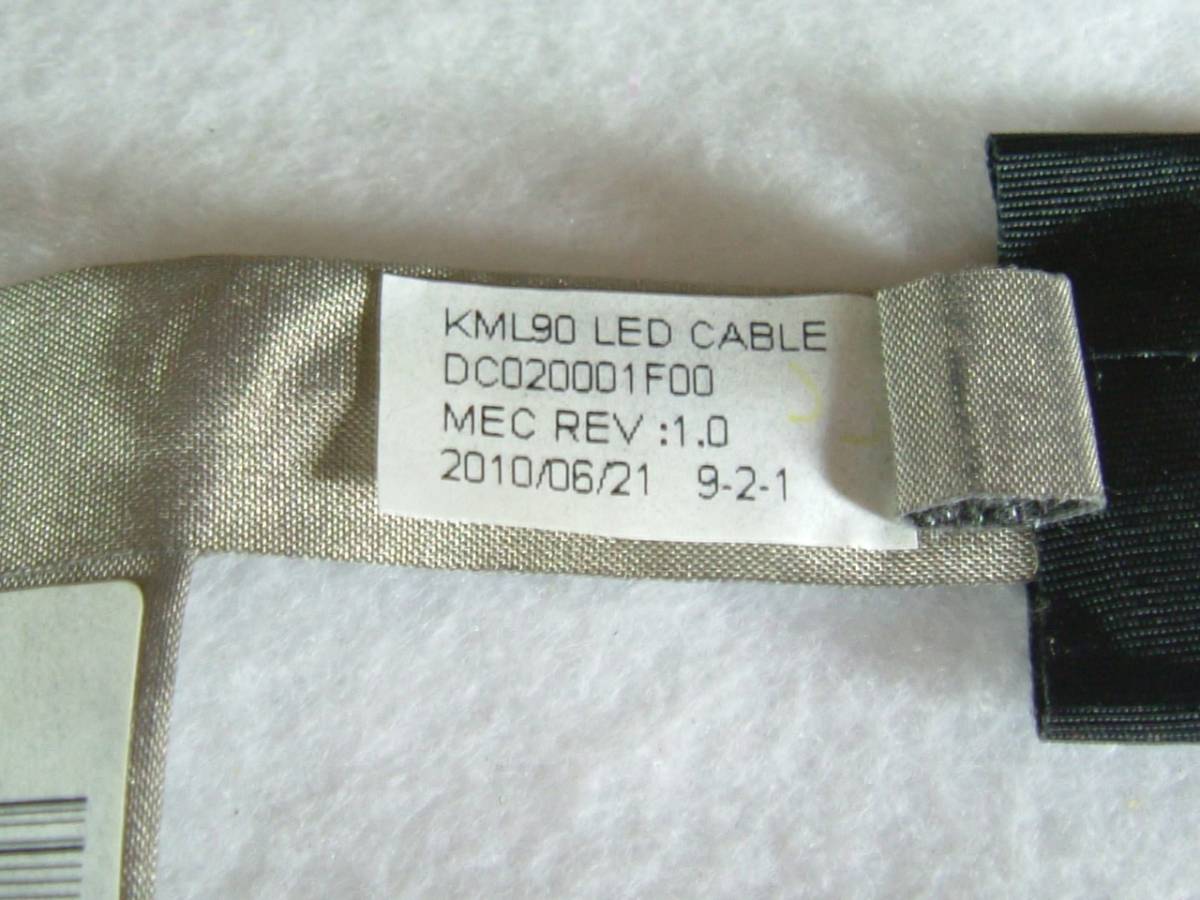 KML90 LED CABLE
DC020001F00
MEC REV :1.0
2010/06/21 9-2-1